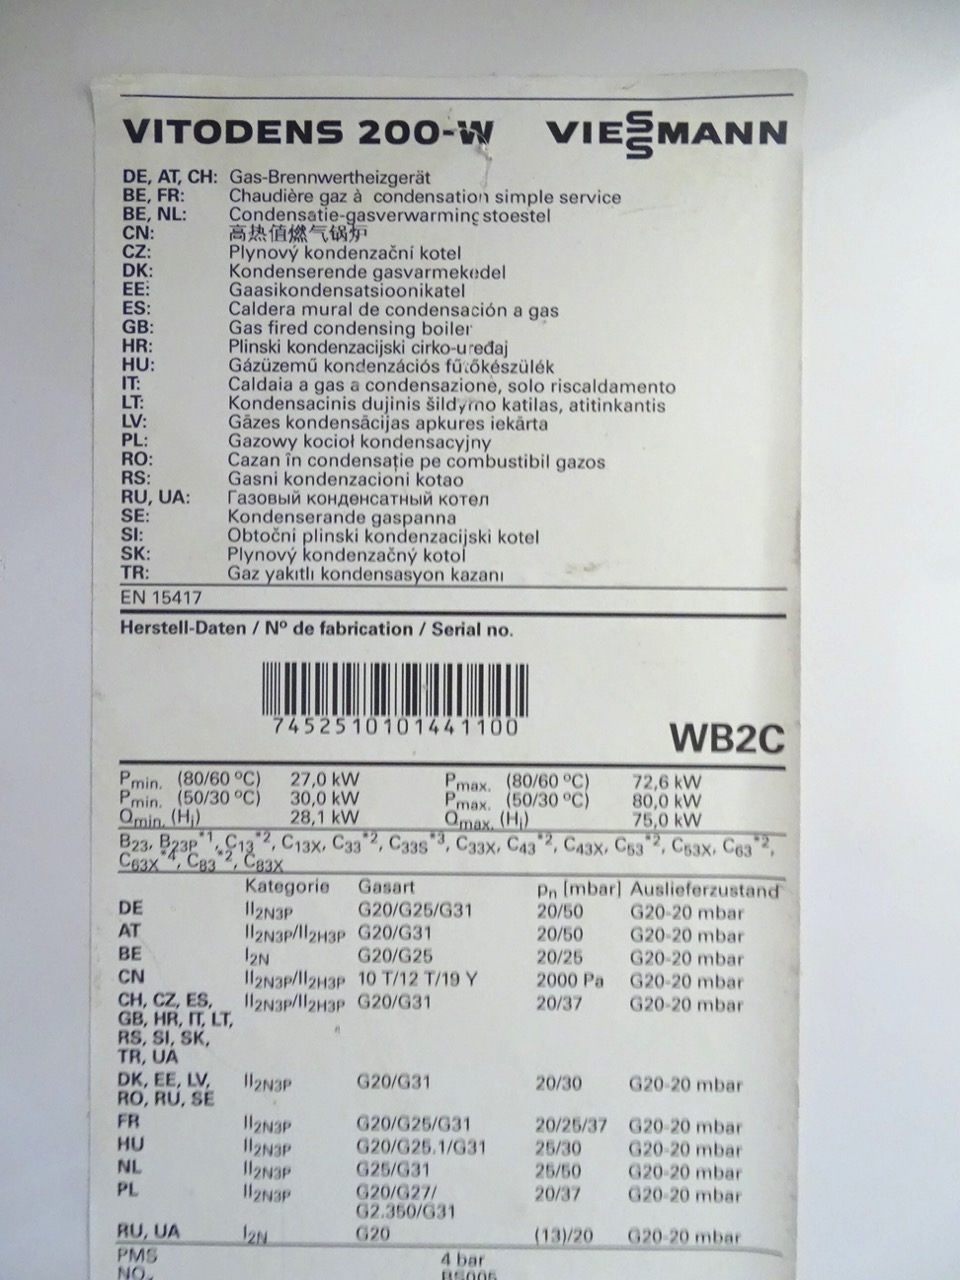 VITODENS 200-W VIESSMANN
DE, AT, CH: Gas-Brennwertheizgerät
BE, FR: Chaudière gaz à condensation simple service
BE, NL: Condensatie-gasverwarmingstoestel
CN: 高热值燃气锅炉
CZ: Plynový kondenzační kotel
DK: Kondenserende gasvarmekedel
EE: Gaasikondensatsioonikatel
ES: Caldera mural de condensación a gas
GB: Gas fired condensing boiler
HR: Plinski kondenzacijski cirko-uređaj
HU: Gázüzemű kondenzációs fűtőkészülék
IT: Caldaia a gas a condensazione, solo riscaldamento
LT: Kondensacinis dujinis šildymo katilas, atitinkantis
LV: Gāzes kondensācijas apkures iekārta
PL: Gazowy kocioł kondensacyjny
RO: Cazan în condensaţie pe combustibil gazos
RS: Gasni kondenzacioni kotao
RU, UA: Газовый конденсатный котел
SE: Kondenserande gaspanna
SI: Obtočni plinski kondenzacijski kotel
SK: Plynový kondenzačný kotol
TR: Gaz yakıtlı kondensasyon kazanı
EN 15417
Herstell-Daten / Nº de fabrication / Serial no.
7452510101441100
WB2C
Pmin. (80/60 ºC) 27,0 kW Pmax. (80/60 ºC) 72,6 kW
Pmin. (50/30 ºC) 30,0 kW Pmax. (50/30 ºC) 80,0 kW
Qmin. (Hi) 28,1 kW Qmax. (Hi) 75,0 kW
B23, B23P*1, C13*2, C13X, C33*2, C33S*3, C33X, C43*2, C43X, C53*2, C53X, C63*2,
C63X*4, C83*2, C83X
Kategorie Gasart pn [mbar] Auslieferzustand
DE II2N3P G20/G25/G31 20/50 G20-20 mbar
AT II2N3P/II2H3P G20/G31 20/50 G20-20 mbar
BE I2N G20/G25 20/25 G20-20 mbar
CN II2N3P/II2H3P 10 T/12 T/19 Y 2000 Pa G20-20 mbar
CH, CZ, ES, II2N3P/II2H3P G20/G31 20/37 G20-20 mbar
GB, HR, IT, LT,
RS, SI, SK,
TR, UA
DK, EE, LV, II2N3P G20/G31 20/30 G20-20 mbar
RO, RU, SE
FR II2N3P G20/G25/G31 20/25/37 G20-20 mbar
HU II2N3P G20/G25.1/G31 25/30 G20-20 mbar
NL II2N3P G25/G31 25/50 G20-20 mbar
PL II2N3P G20/G27/ 20/37 G20-20 mbar
G2.350/G31
RU, UA I2N G20 (13)/20 G20-20 mbar
PMS 4 bar